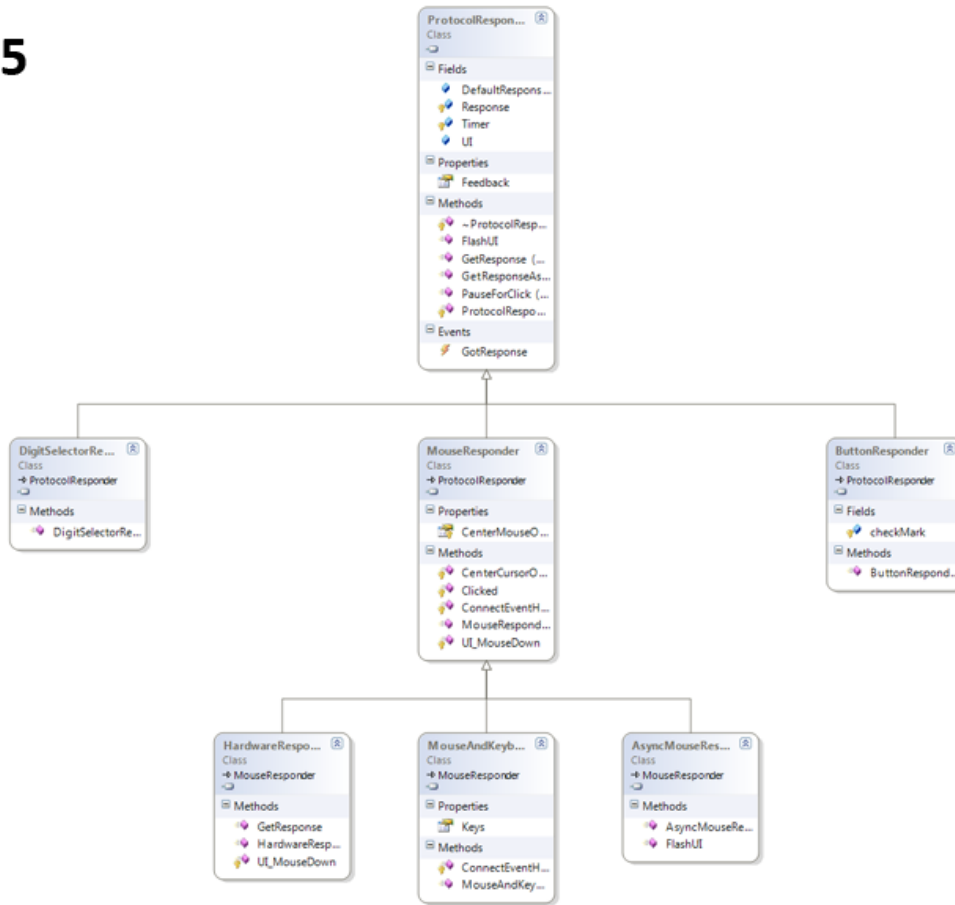 5
ProtocolRespon...
Class
Fields
DefaultRespons...
Response
Timer
UI
Properties
Feedback
Methods
~ProtocolResp...
FlashUI
GetResponse (...
GetResponseAs...
PauseForClick (...
ProtocolRespo...
Events
GotResponse
DigitSelectorRe...
Class
ProtocolResponder
Methods
DigitSelectorRe...
MouseResponder
Class
ProtocolResponder
Properties
CenterMouseO...
Methods
CenterCursorO...
Clicked
ConnectEventH...
MouseRespond...
UI_MouseDown
ButtonResponder
Class
ProtocolResponder
Fields
checkMark
Methods
ButtonRespond...
HardwareRespo...
Class
MouseResponder
Methods
GetResponse
HardwareResp...
UI_MouseDown
MouseAndKeyb...
Class
MouseResponder
Properties
Keys
Methods
ConnectEventH...
MouseAndKey...
AsyncMouseRes...
Class
MouseResponder
Methods
AsyncMouseRe...
FlashUI